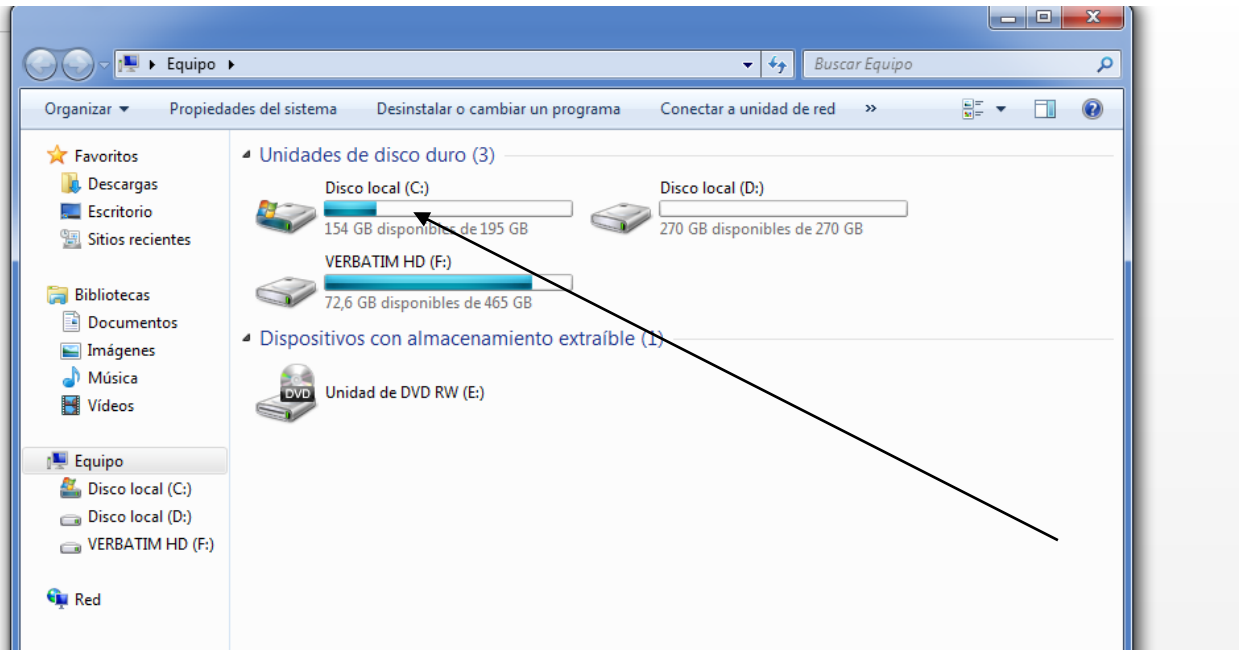 Equipo
Buscar Equipo
Organizar
Propiedades del sistema
Desinstalar o cambiar un programa
Conectar a unidad de red
»
Favoritos
Descargas
Escritorio
Sitios recientes
Bibliotecas
Documentos
Imágenes
Música
Vídeos
Equipo
Disco local (C:)
Disco local (D:)
VERBATIM HD (F:)
Red
Unidades de disco duro (3)
Disco local (C:)
154 GB disponibles de 195 GB
Disco local (D:)
270 GB disponibles de 270 GB
VERBATIM HD (F:)
72,6 GB disponibles de 465 GB
Dispositivos con almacenamiento extraíble (1)
DVD
Unidad de DVD RW (E:)